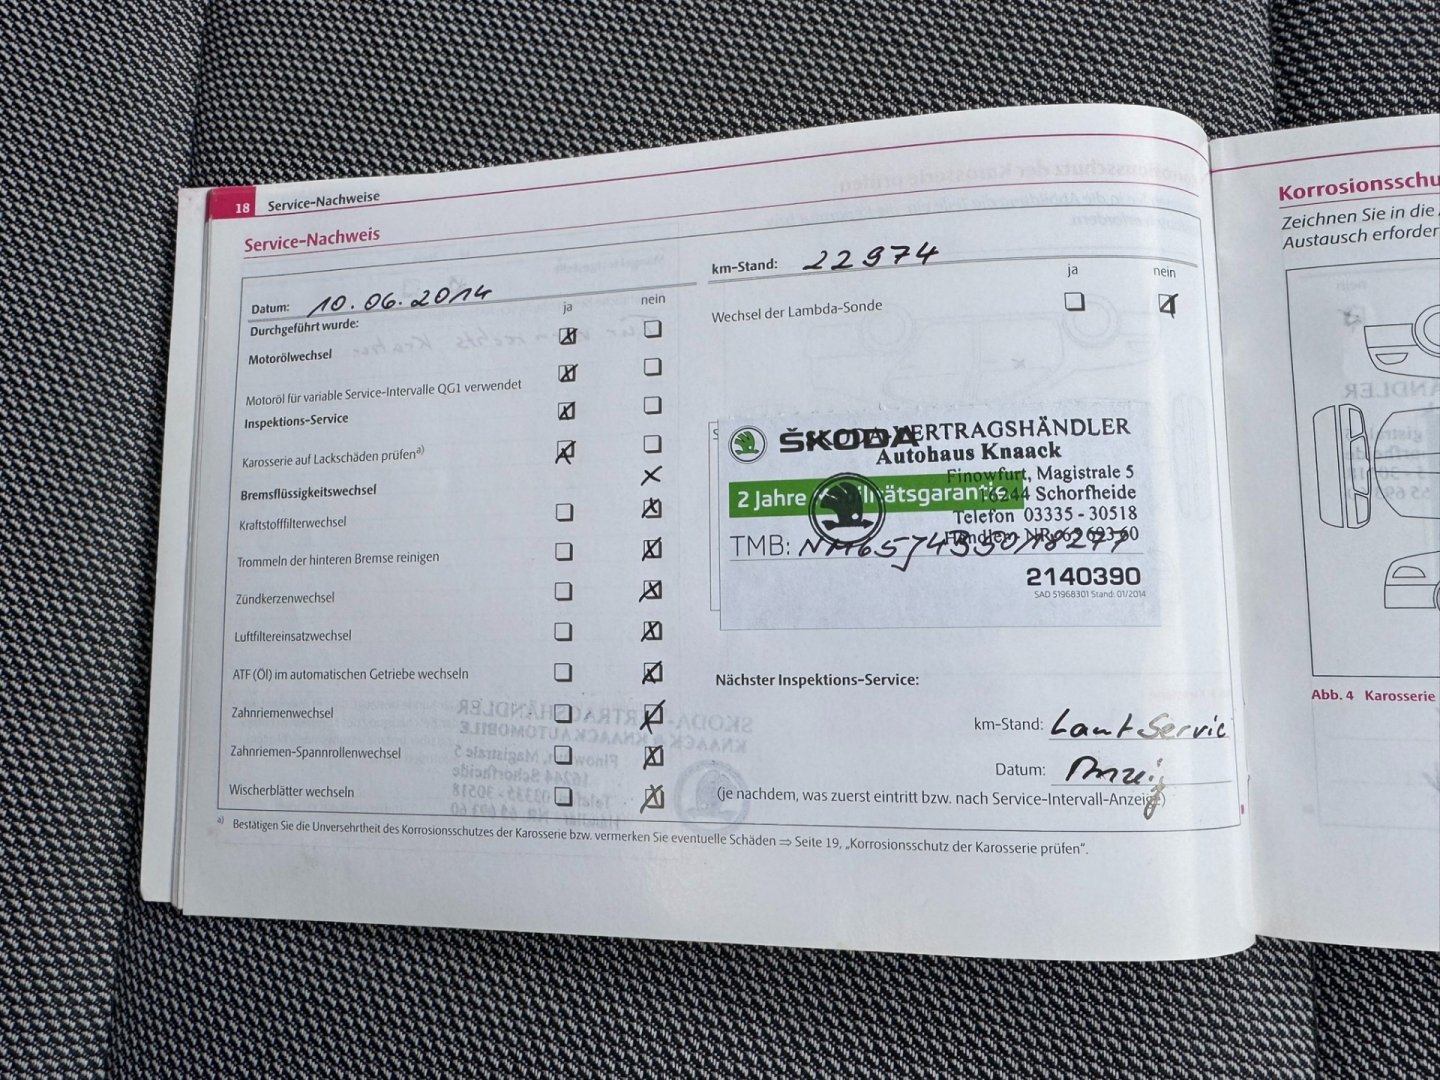 18 Service-Nachweise
Service-Nachweis
Datum: 10.06.2014
ja nein
Durchgeführt wurde:
Motorölwechsel
Motoröl für variable Service-Intervalle QG1 verwendet
Inspektions-Service
Karosserie auf Lackschäden prüfen a)
Bremsflüssigkeitswechsel
Kraftstofffilterwechsel
Trommeln der hinteren Bremse reinigen
Zündkerzenwechsel
Luftfiltereinsatzwechsel
ATF (Öl) im automatischen Getriebe wechseln
Zahnriemenwechsel
Zahnriemen-Spannrollenwechsel
Wischerblätter wechseln
km-Stand: 22974
ja nein
Wechsel der Lambda-Sonde
ŠKODA VERTRAGSHÄNDLER
Autohaus Knaack
Finowfurt, Magistrale 5
2 Jahre 16244 Schorfheide
Telefon 03335 - 30518
TMB:
2140390
SAD 51968301 Stand: 01/2014
Nächster Inspektions-Service:
km-Stand: Laut Servic
Datum: Anzeig
(je nachdem, was zuerst eintritt bzw. nach Service-Intervall-Anzeige)
a) Bestätigen Sie die Unversehrtheit des Korrosionsschutzes der Karosserie bzw. vermerken Sie eventuelle Schäden ⇒ Seite 19, „Korrosionsschutz der Karosserie prüfen“.
Korrosionsschu
Zeichnen Sie in die
Austausch erforder
Abb. 4 Karosserie